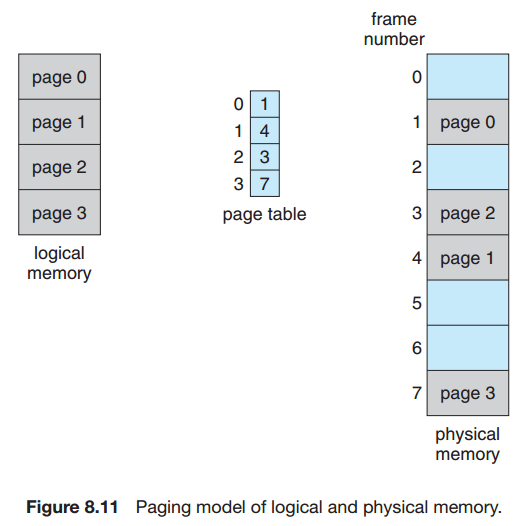 page 0
page 1
page 2
page 3
logical
memory
0 1
1 4
2 3
3 7
page table
frame
number
0
1 page 0
2
3 page 2
4 page 1
5
6
7 page 3
physical
memory
Figure 8.11 Paging model of logical and physical memory.